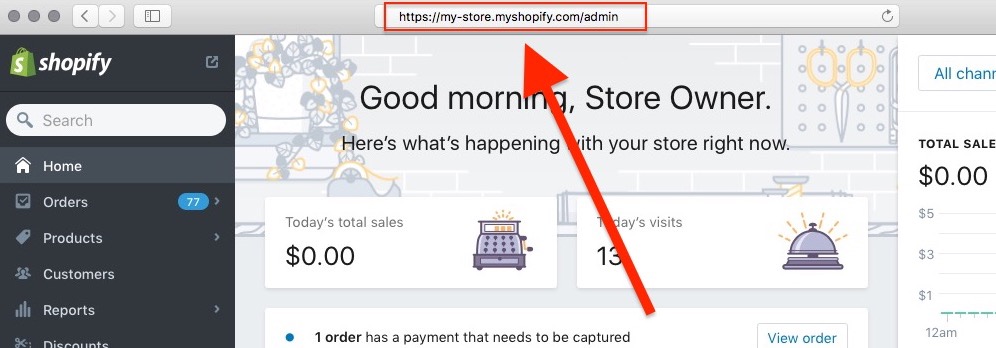 https://my-store.myshopify.com/admin
shopify
Search
Home
Orders 77
Products
Customers
Reports
Discounts
Good morning, Store Owner.
Here's what's happening with your store right now.
Today's total sales
$0.00
Today's visits
13
1 order has a payment that needs to be captured
View order
All chann
TOTAL SALE
$0.00
$5
$3
$1
12am